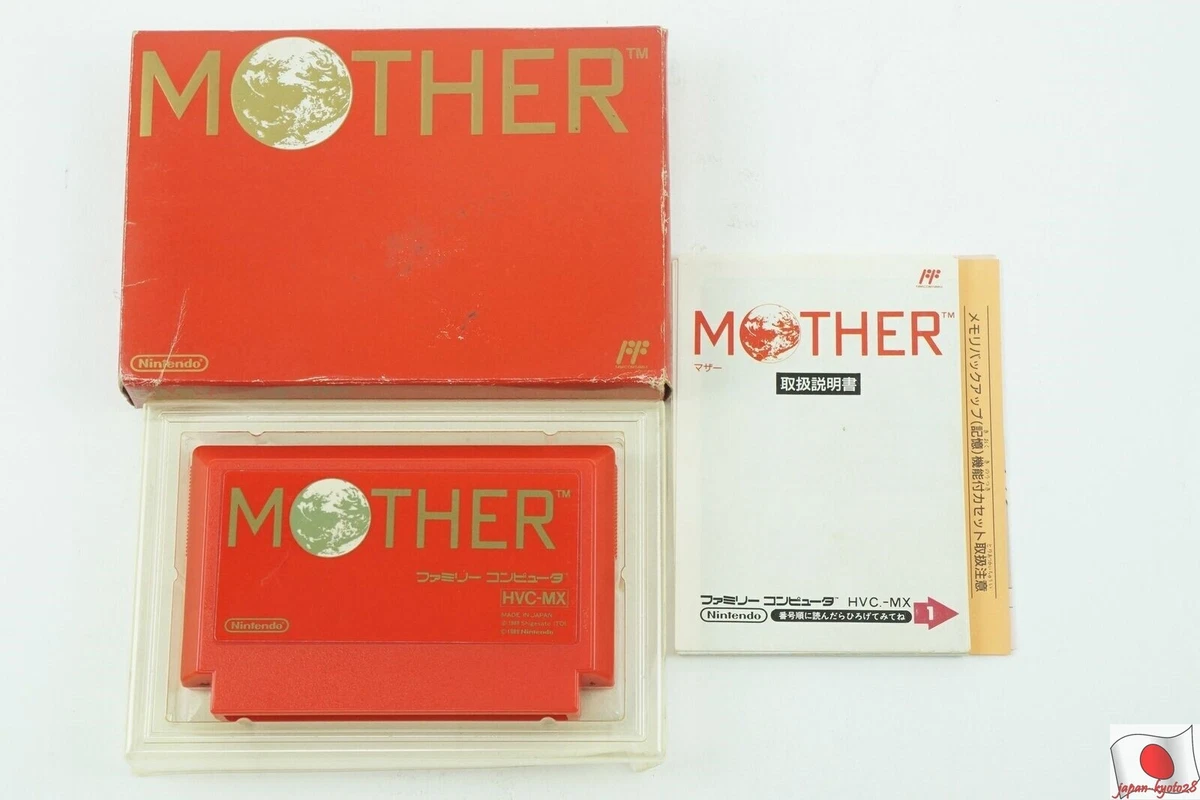 MOTHER™
Nintendo
MOTHER™
ファミリー コンピュータ™
HVC-MX
MADE IN JAPAN
Nintendo
© 1989 Nintendo
MOTHER™
マザー
取扱説明書
ファミリー コンピュータ™ HVC.-MX
Nintendo
番号順に読んだらひろげてみてね
1
メモリバックアップ(記憶)機能付カセット取扱注意
japan-kyoto28